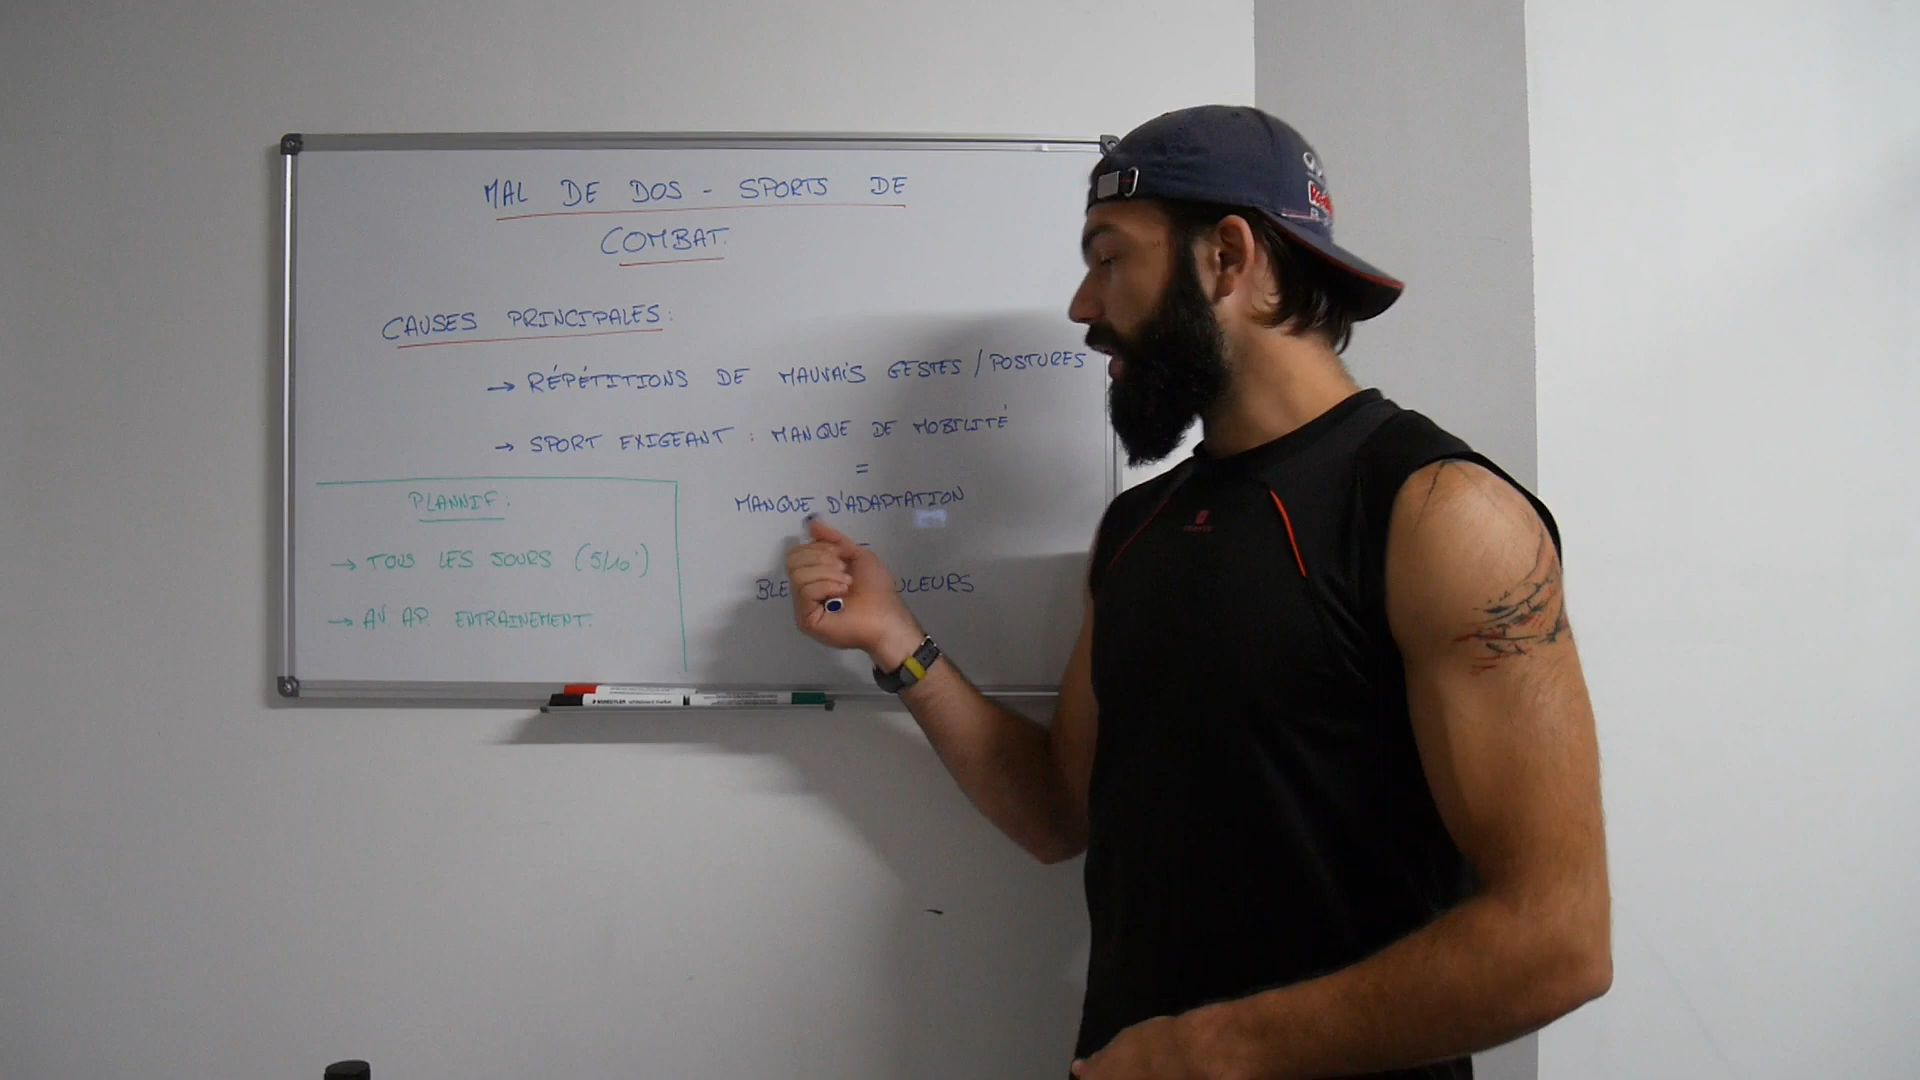 MAL DE DOS - SPORTS DE
COMBAT.
CAUSES PRINCIPALES :
→ RÉPÉTITIONS DE MAUVAIS GESTES / POSTURES
→ SPORT EXIGEANT : MANQUE DE MOBILITÉ
=
MANQUE D'ADAPTATION
PLANNIF :
→ TOUS LES JOURS (5/10')
→ AV. AP. ENTRAINEMENT.
STAEDTLER